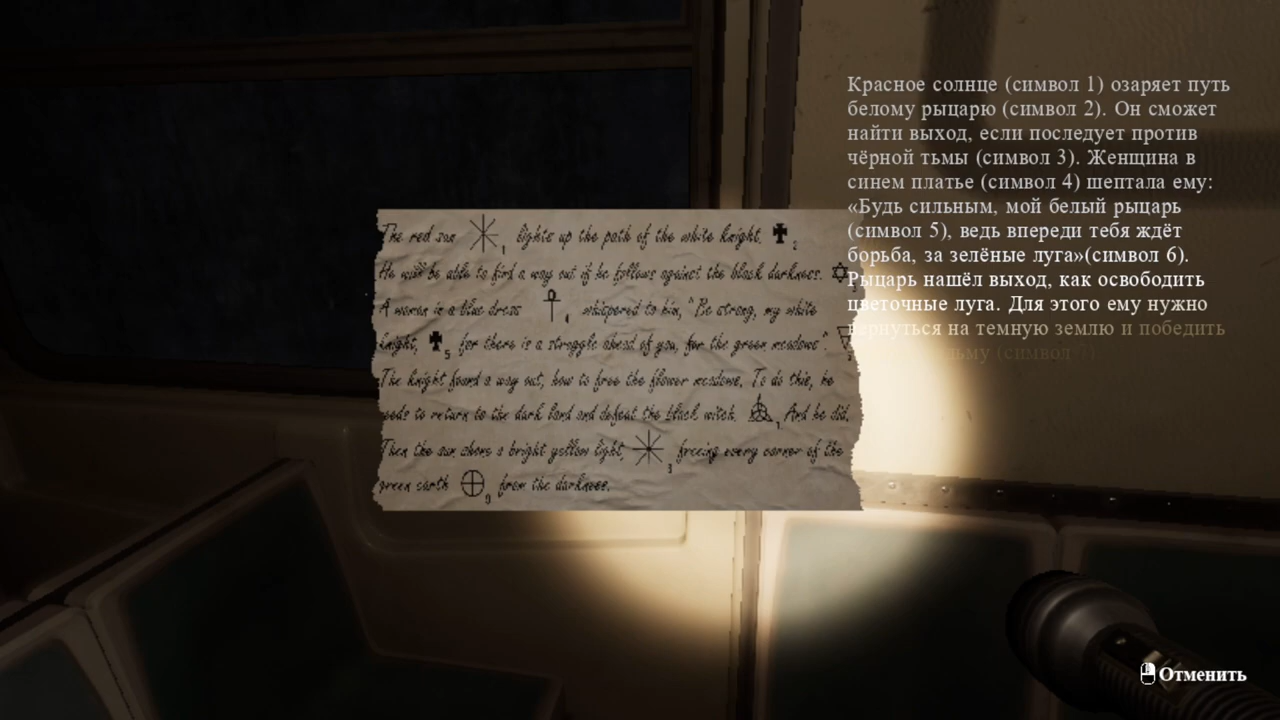 The red sun 1 lights up the path of the white knight. 2
He will be able to find a way out if he follows against the black darkness.
A woman in a blue dress 4 whispered to him, "Be strong, my white
knight, 5 for there is a struggle ahead of you, for the green meadows".
The knight found a way out, how to free the flower meadows. To do this, he
needs to return to the dark land and defeat the black witch. 7 And he did.
Then the sun shone a bright yellow light, freeing every corner of the
green earth 9 from the darkness.
Красное солнце (символ 1) озаряет путь
белому рыцарю (символ 2). Он сможет
найти выход, если последует против
чёрной тьмы (символ 3). Женщина в
синем платье (символ 4) шептала ему:
«Будь сильным, мой белый рыцарь
(символ 5), ведь впереди тебя ждёт
борьба, за зелёные луга»(символ 6).
Рыцарь нашёл выход, как освободить
цветочные луга. Для этого ему нужно
вернуться на темную землю и победить
(символ 7).
Отменить